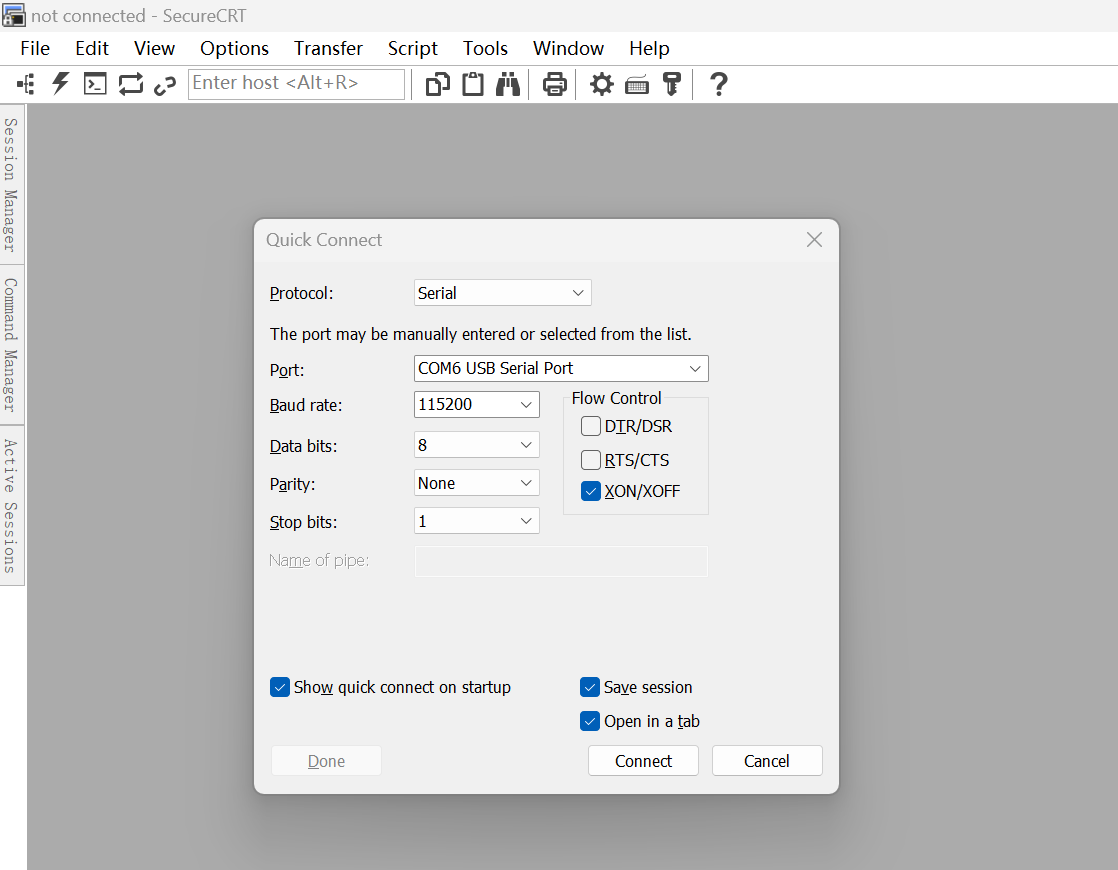 not connected - SecureCRT
File Edit View Options Transfer Script Tools Window Help
Enter host <Alt+R>
Session Manager
Command Manager
Active Sessions
Quick Connect
Protocol: Serial
The port may be manually entered or selected from the list.
Port: COM6 USB Serial Port
Baud rate: 115200
Flow Control
DTR/DSR
Data bits: 8
RTS/CTS
Parity: None
XON/XOFF
Stop bits: 1
Name of pipe:
Show quick connect on startup
Save session
Open in a tab
Done Connect Cancel